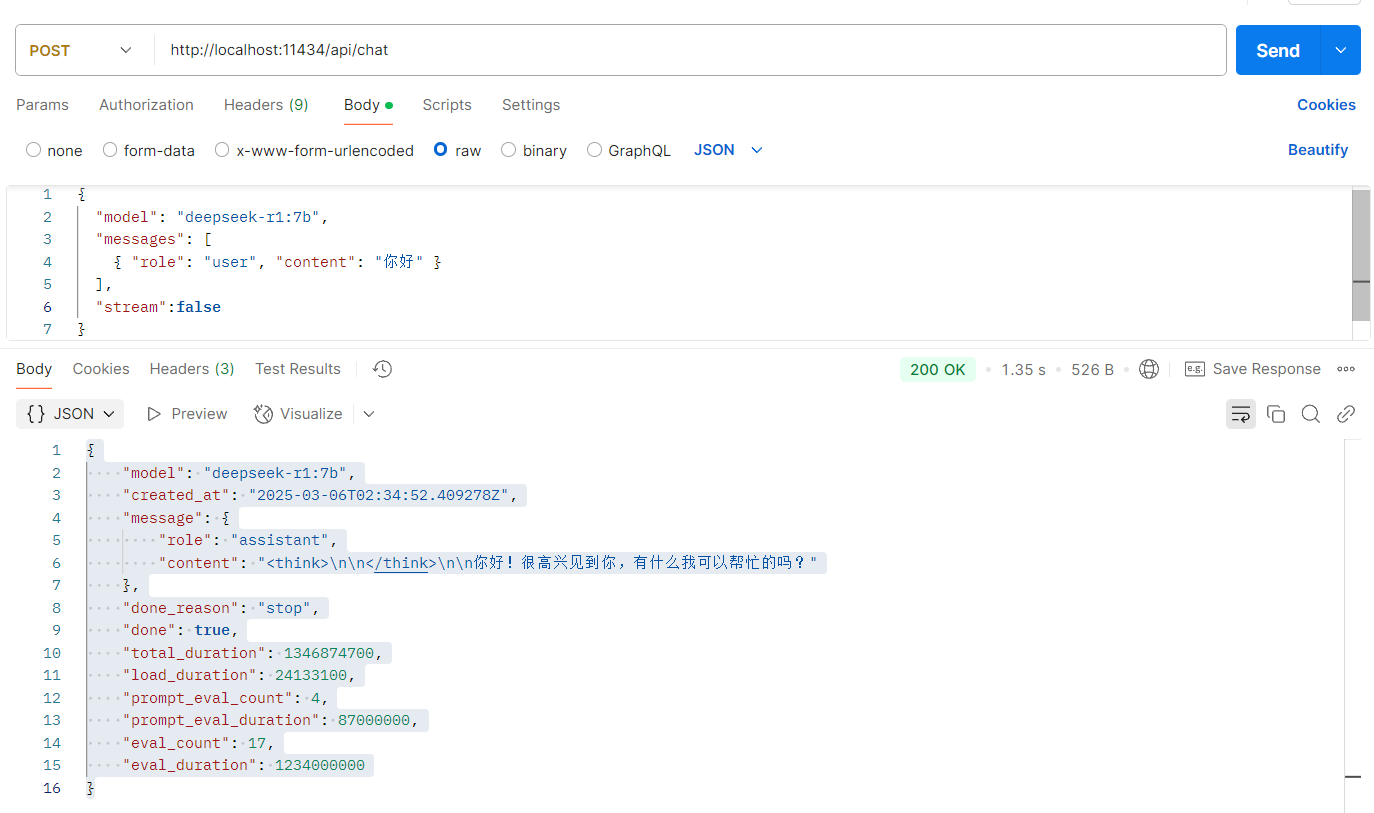 POST http://localhost:11434/api/chat Send
Params Authorization Headers (9) Body Scripts Settings Cookies
none form-data x-www-form-urlencoded raw binary GraphQL JSON Beautify
1 {
2 "model": "deepseek-r1:7b",
3 "messages": [
4 { "role": "user", "content": "你好" }
5 ],
6 "stream":false
7 }
Body Cookies Headers (3) Test Results 200 OK 1.35 s 526 B e.g. Save Response
{} JSON Preview Visualize
1 {
2 "model": "deepseek-r1:7b",
3 "created_at": "2025-03-06T02:34:52.409278Z",
4 "message": {
5 "role": "assistant",
6 "content": "<think>\n\n</think>\n\n你好！很高兴见到你，有什么我可以帮忙的吗？"
7 },
8 "done_reason": "stop",
9 "done": true,
10 "total_duration": 1346874700,
11 "load_duration": 24133100,
12 "prompt_eval_count": 4,
13 "prompt_eval_duration": 87000000,
14 "eval_count": 17,
15 "eval_duration": 1234000000
16 }